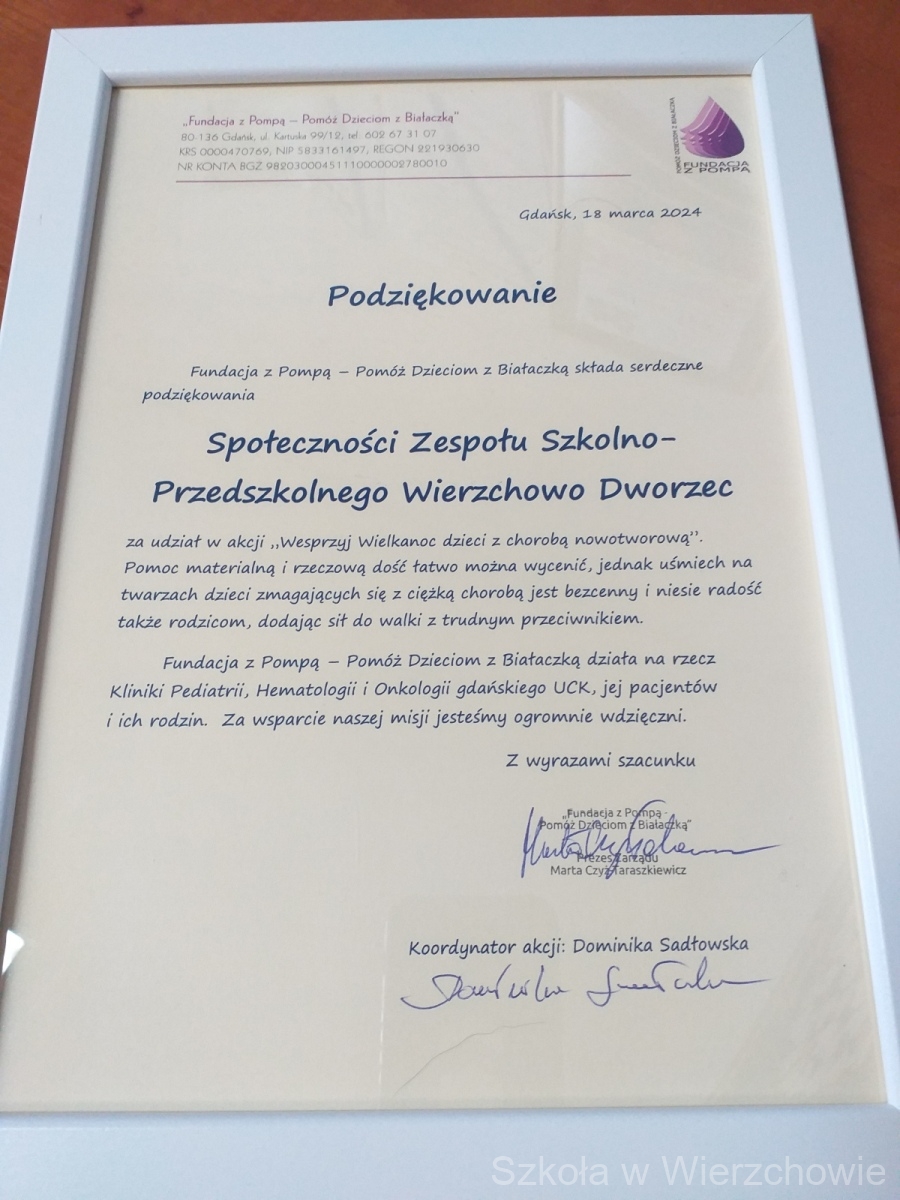 „Fundacja z Pompą – Pomóż Dzieciom z Białaczką"
80-136 Gdańsk, ul. Kartuska 99/12, tel: 602 67 31 07
KRS 0000470769, NIP 5833161497, REGON 221930630
NR KONTA BGŻ 98203000451110000002780010
FUNDACJA
Z POMPĄ
Gdańsk, 18 marca 2024
Podziękowanie
Fundacja z Pompą – Pomóż Dzieciom z Białaczką składa serdeczne
podziękowania
Społeczności Zespołu Szkolno-
Przedszkolnego Wierzchowo Dworzec
za udział w akcji ,,Wesprzyj Wielkanoc dzieci z chorobą nowotworową".
Pomoc materialną i rzeczową dość łatwo można wycenić, jednak uśmiech na
twarzach dzieci zmagających się z ciężką chorobą jest bezcenny i niesie radość
także rodzicom, dodając sił do walki z trudnym przeciwnikiem.
Fundacja z Pompą – Pomóż Dzieciom z Białaczką działa na rzecz
Kliniki Pediatrii, Hematologii i Onkologii gdańskiego UCK, jej pacjentów
i ich rodzin. Za wsparcie naszej misji jesteśmy ogromnie wdzięczni.
Z wyrazami szacunku
„Fundacja z Pompą -
Pomóż Dzieciom z Białaczką"
Prezes Zarządu
Marta Czyż-Taraszkiewicz
Koordynator akcji: Dominika Sadłowska
Szkoła w Wierzchowie